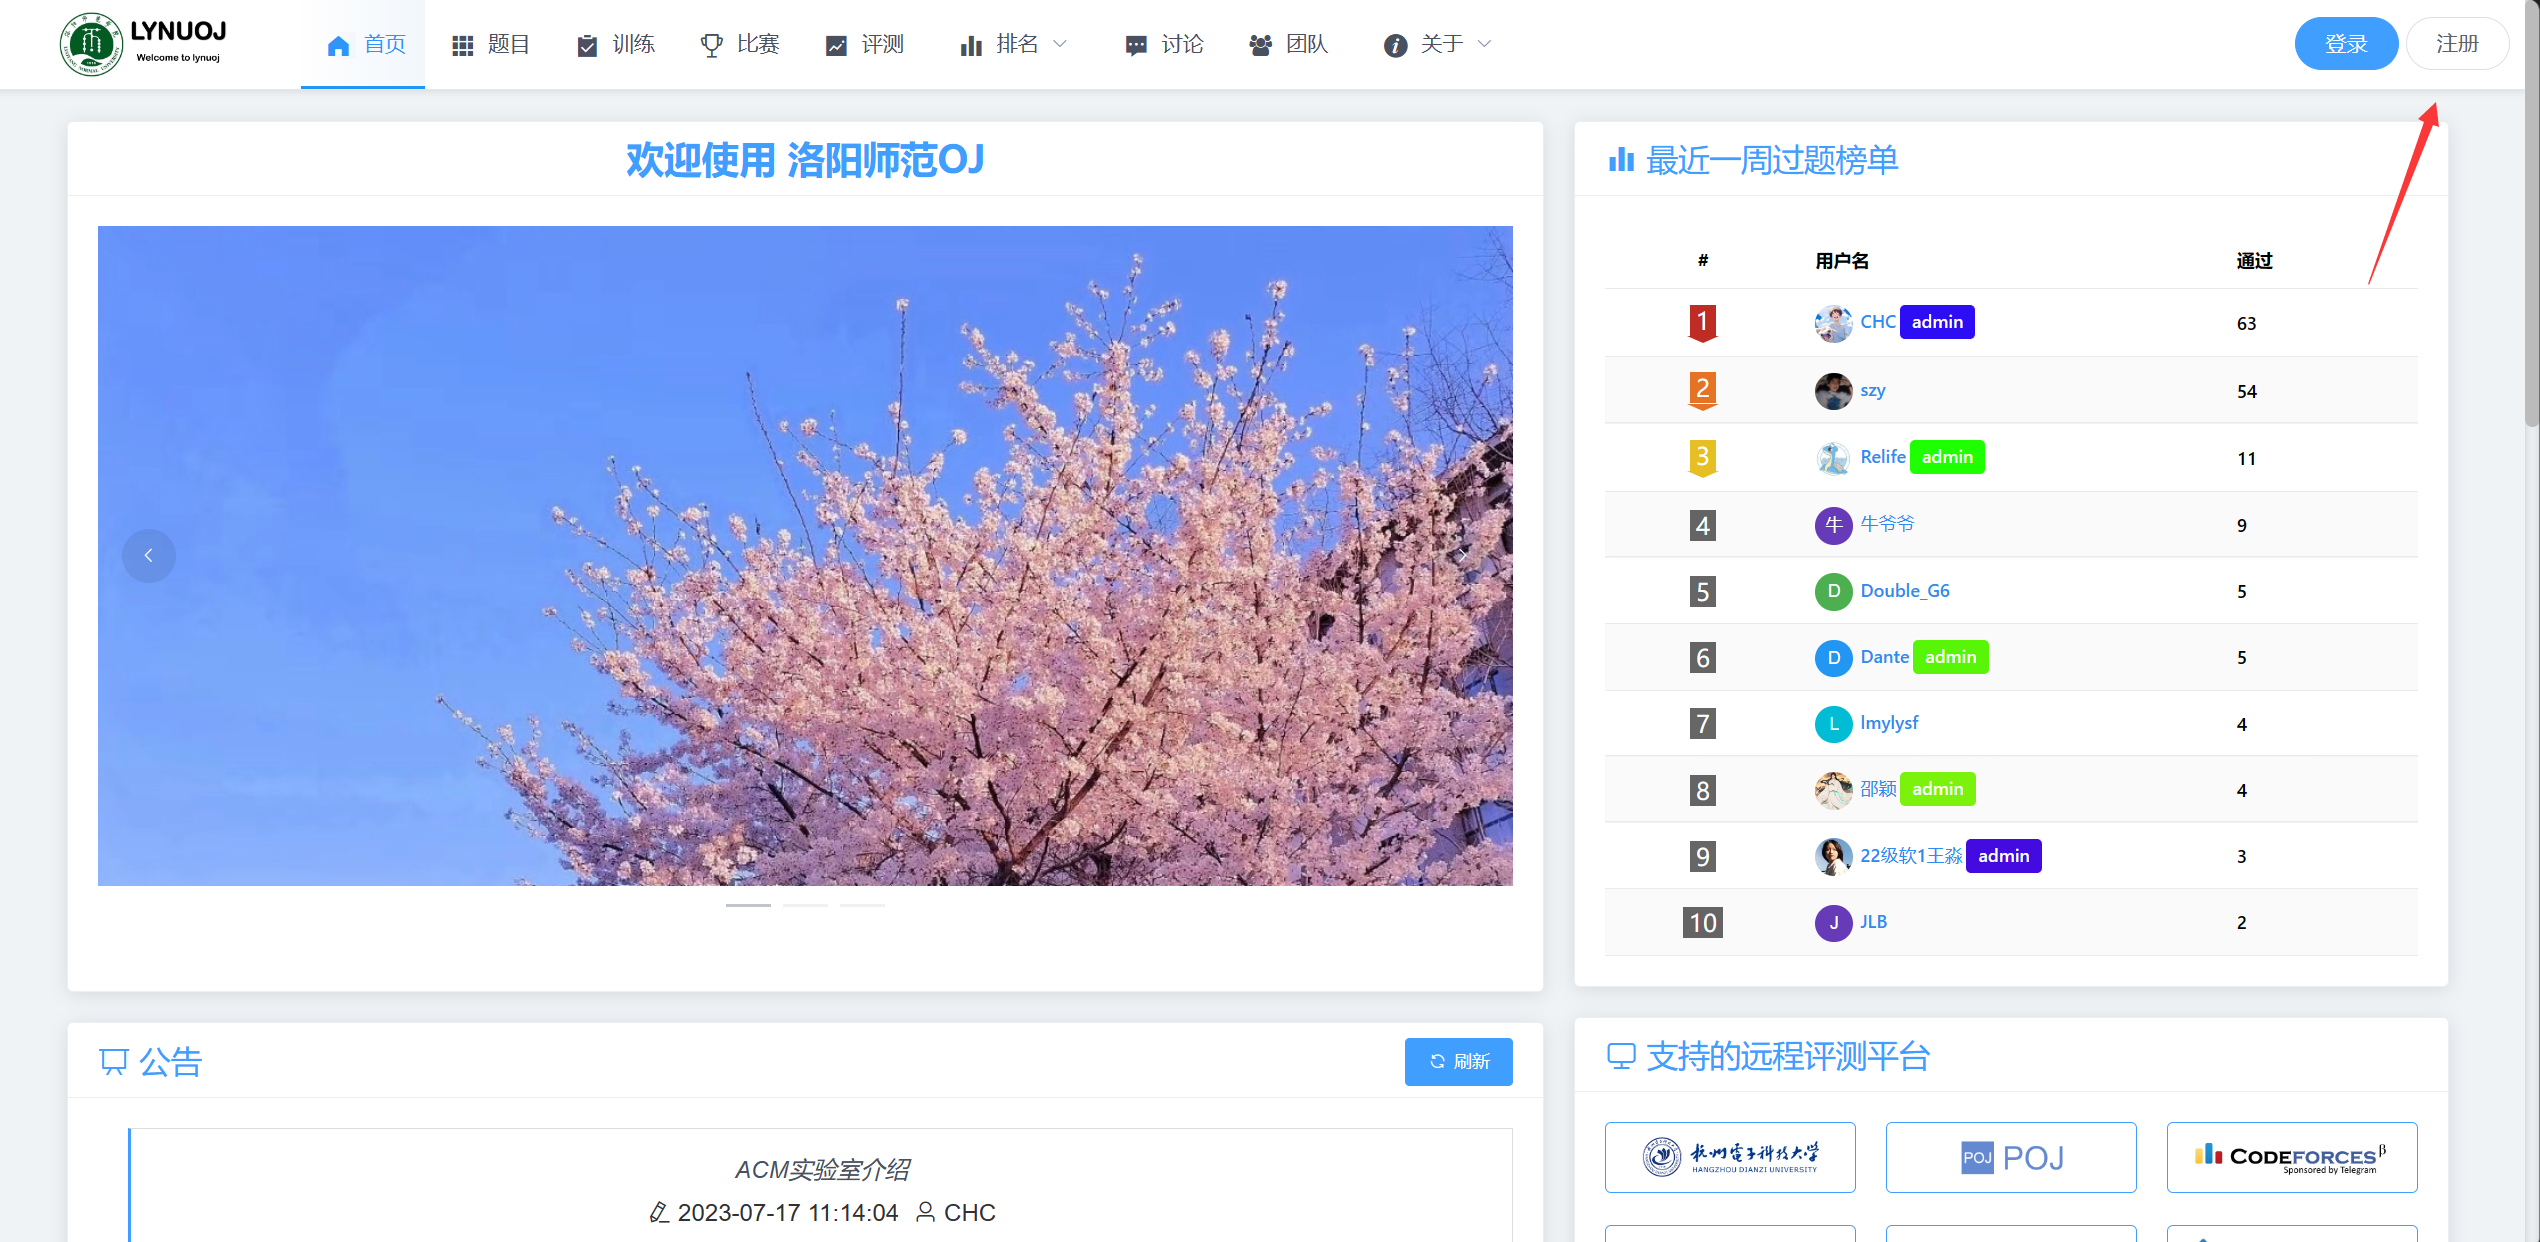 LYNUOJ
Welcome to lynuoj
首页 题目 训练 比赛 评测 排名 讨论 团队 关于
登录 注册
欢迎使用 洛阳师范OJ
最近一周过题榜单
# 用户名 通过
1 CHC admin 63
2 szy 54
3 Relife admin 11
4 牛 牛爷爷 9
5 D Double_G6 5
6 D Dante admin 5
7 L lmylysf 4
8 邵颖 admin 4
9 22级软1王淼 admin 3
10 J JLB 2
公告
刷新
ACM实验室介绍
2023-07-17 11:14:04 CHC
支持的远程评测平台
杭州电子科技大学
HANGZHOU DIANZI UNIVERSITY
POJ POJ
CODEFORCES β
Sponsored by Telegram